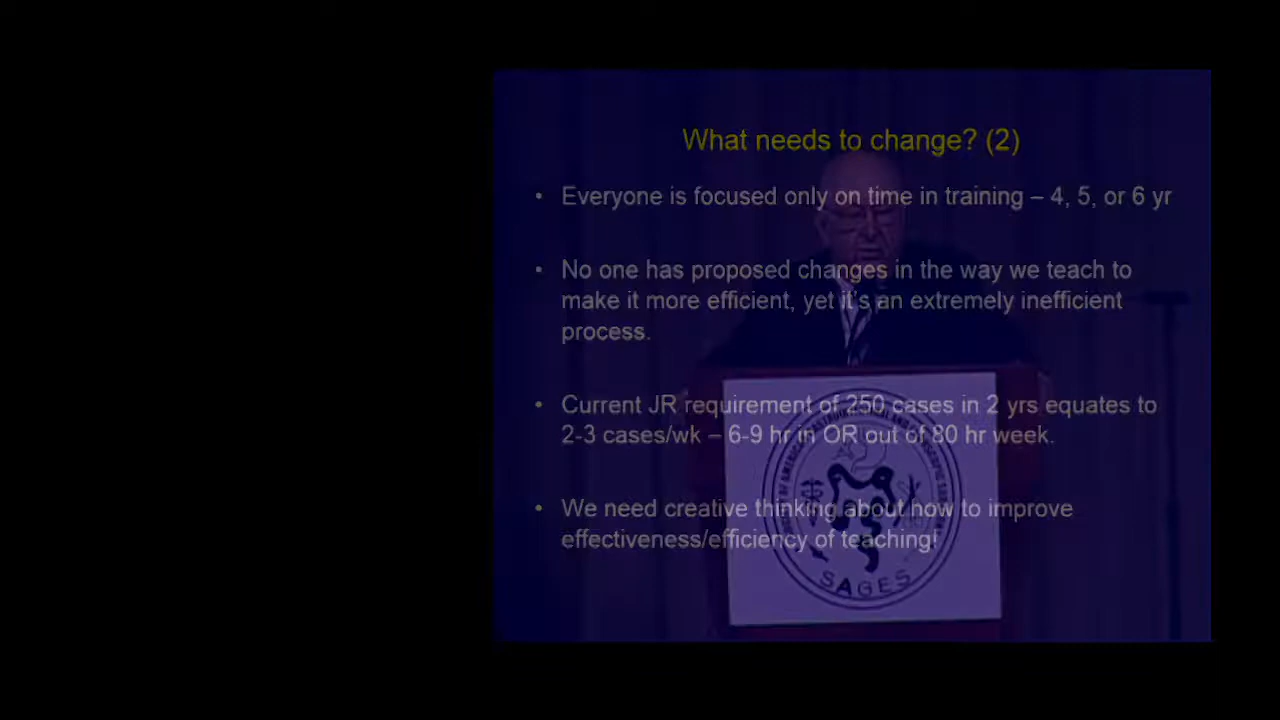 What needs to change? (2)
• Everyone is focused only on time in training – 4, 5, or 6 yr
• No one has proposed changes in the way we teach to
make it more efficient, yet it's an extremely inefficient
process.
• Current JR requirement of 250 cases in 2 yrs equates to
2-3 cases/wk – 6-9 hr in OR out of 80 hr week.
• We need creative thinking about how to improve
effectiveness/efficiency of teaching!
SAGES